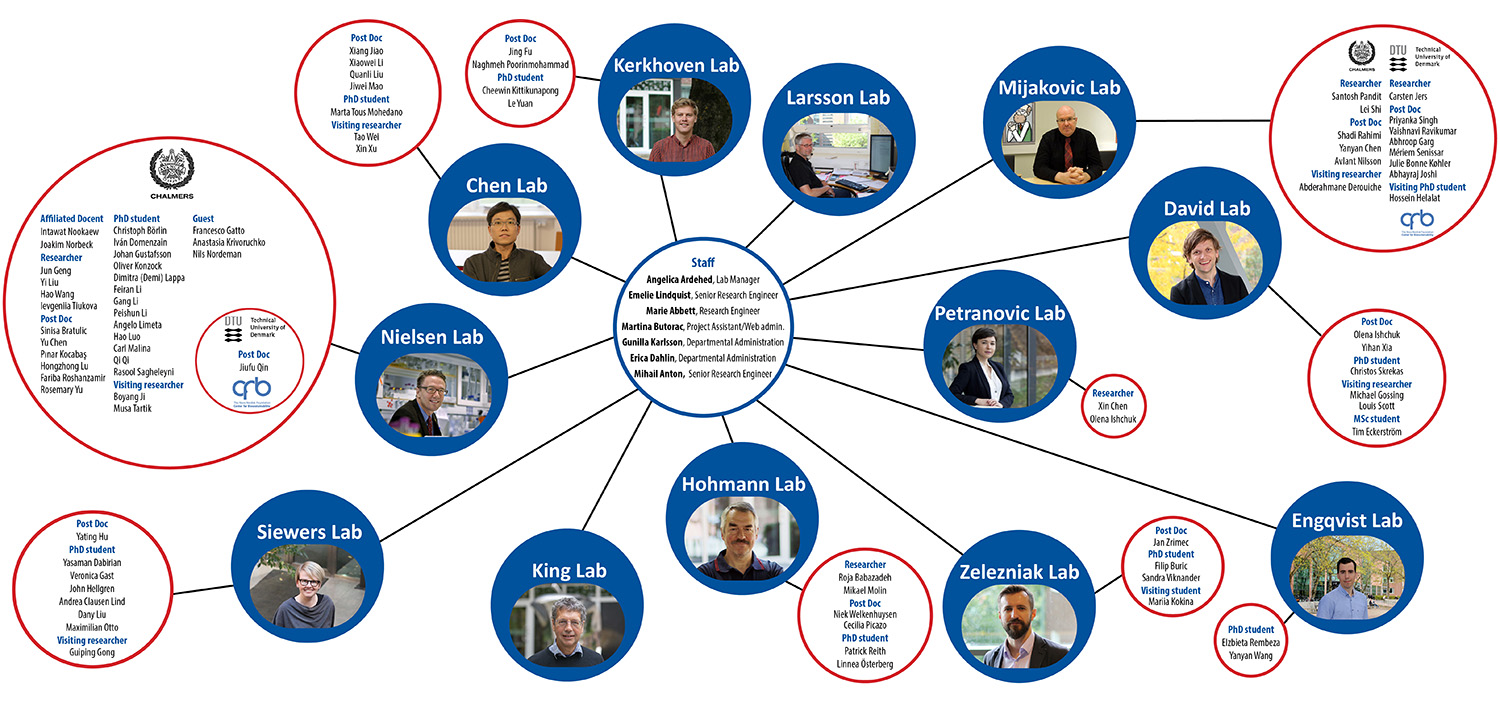 Post Doc
Xiang Jiao
Xiaowei Li
Quanli Liu
Jiwei Mao
PhD student
Marta Tous Mohedano
Visiting researcher
Tao Wei
Xin Xu
Chen Lab
Post Doc
Jing Fu
Naghmeh Poorinmohammad
PhD student
Cheewin Kittikunapong
Le Yuan
Kerkhoven Lab
Larsson Lab
Mijakovic Lab
CHALMERS
Researcher
Santosh Pandit
Lei Shi
Post Doc
Shadi Rahimi
Yanyan Chen
Avlant Nilsson
Visiting researcher
Abderahmane Derouiche
DTU
Technical
University of
Denmark
Researcher
Carsten Jers
Post Doc
Priyanka Singh
Vaishnavi Ravikumar
Abhroop Garg
Mériem Senissar
Julie Bonne Køhler
Abhayraj Joshi
Visiting PhD student
Hossein Helalat
cfb
David Lab
Post Doc
Olena Ishchuk
Yihan Xia
PhD student
Christos Skrekas
Visiting researcher
Michael Gossing
Louis Scott
MSc student
Tim Eckerström
CHALMERS
Affiliated Docent
Intawat Nookaew
Joakim Norbeck
Researcher
Jun Geng
Yi Liu
Hao Wang
Ievgeniia Tiukova
Post Doc
Sinisa Bratulic
Yu Chen
Pınar Kocabaş
Hongzhong Lu
Fariba Roshanzamir
Rosemary Yu
PhD student
Christoph Börlin
Iván Domenzain
Johan Gustafsson
Oliver Konzock
Dimitra (Demi) Lappa
Feiran Li
Gang Li
Peishun Li
Angelo Limeta
Hao Luo
Carl Malina
Qi Qi
Rasool Sagheleyni
Visiting researcher
Boyang Ji
Musa Tartik
Guest
Francesco Gatto
Anastasia Krivoruchko
Nils Nordeman
DTU
Technical
University of
Denmark
Post Doc
Jiufu Qin
cfb
Nielsen Lab
Staff
Angelica Ardehed, Lab Manager
Emelie Lindquist, Senior Research Engineer
Marie Abbett, Research Engineer
Martina Butorac, Project Assistant/Web admin.
Gunilla Karlsson, Departmental Administration
Erica Dahlin, Departmental Administration
Mihail Anton, Senior Research Engineer
Petranovic Lab
Researcher
Xin Chen
Olena Ishchuk
Post Doc
Yating Hu
PhD student
Yasaman Dabirian
Veronica Gast
John Hellgren
Andrea Clausen Lind
Dany Liu
Maximilian Otto
Visiting researcher
Guiping Gong
Siewers Lab
King Lab
Hohmann Lab
Researcher
Roja Babazadeh
Mikael Molin
Post Doc
Niek Welkenhuysen
Cecilia Picazo
PhD student
Patrick Reith
Linnea Österberg
Zelezniak Lab
Post Doc
Jan Zrimec
PhD student
Filip Buric
Sandra Viknander
Visiting student
Mariia Kokina
Engqvist Lab
PhD student
Elzbieta Rembeza
Yanyan Wang